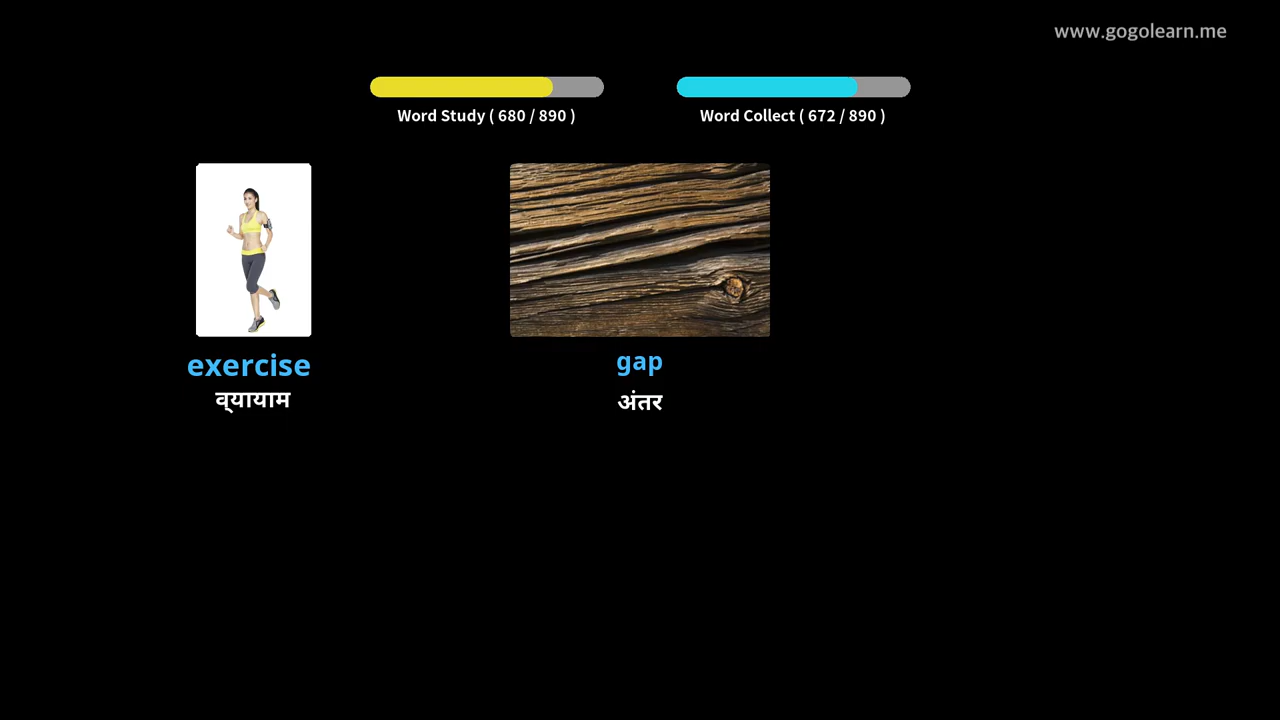 www.gogolearn.me
Word Study ( 680 / 890 )
Word Collect ( 672 / 890 )
exercise
व्यायाम
gap
अंतर